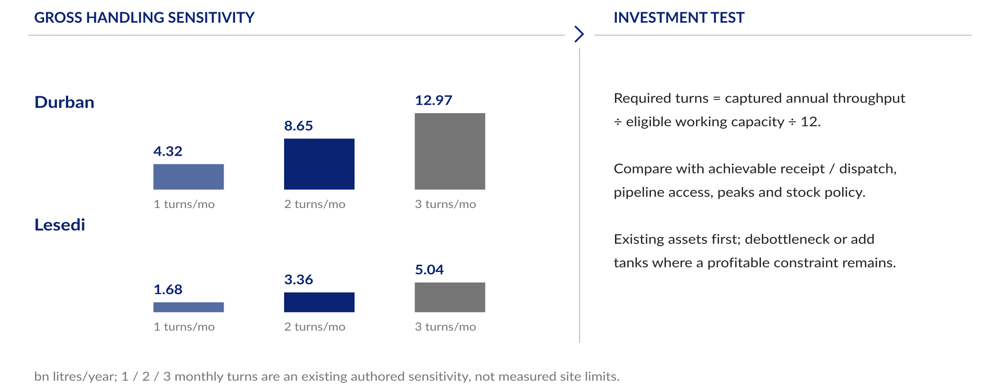 GROSS HANDLING SENSITIVITY
Durban
4.32
8.65
12.97
1 turns/mo
2 turns/mo
3 turns/mo
Lesedi
1.68
3.36
5.04
1 turns/mo
2 turns/mo
3 turns/mo
INVESTMENT TEST
Required turns = captured annual throughput
÷ eligible working capacity ÷ 12.
Compare with achievable receipt / dispatch,
pipeline access, peaks and stock policy.
Existing assets first; debottleneck or add
tanks where a profitable constraint remains.
bn litres/year; 1 / 2 / 3 monthly turns are an existing authored sensitivity, not measured site limits.